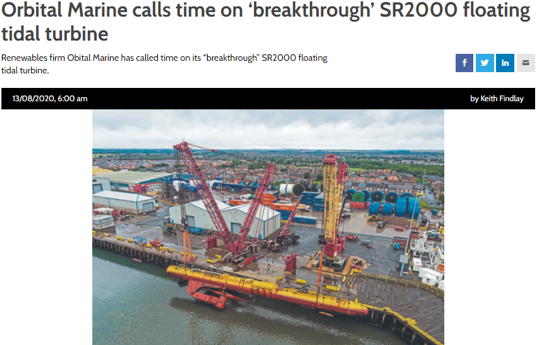 Orbital Marine calls time on ‘breakthrough’ SR2000 floating
tidal turbine
Renewables firm Obital Marine has called time on its “breakthrough” SR2000 floating
tidal turbine.
13/08/2020, 6:00 am
by Keith Findlay